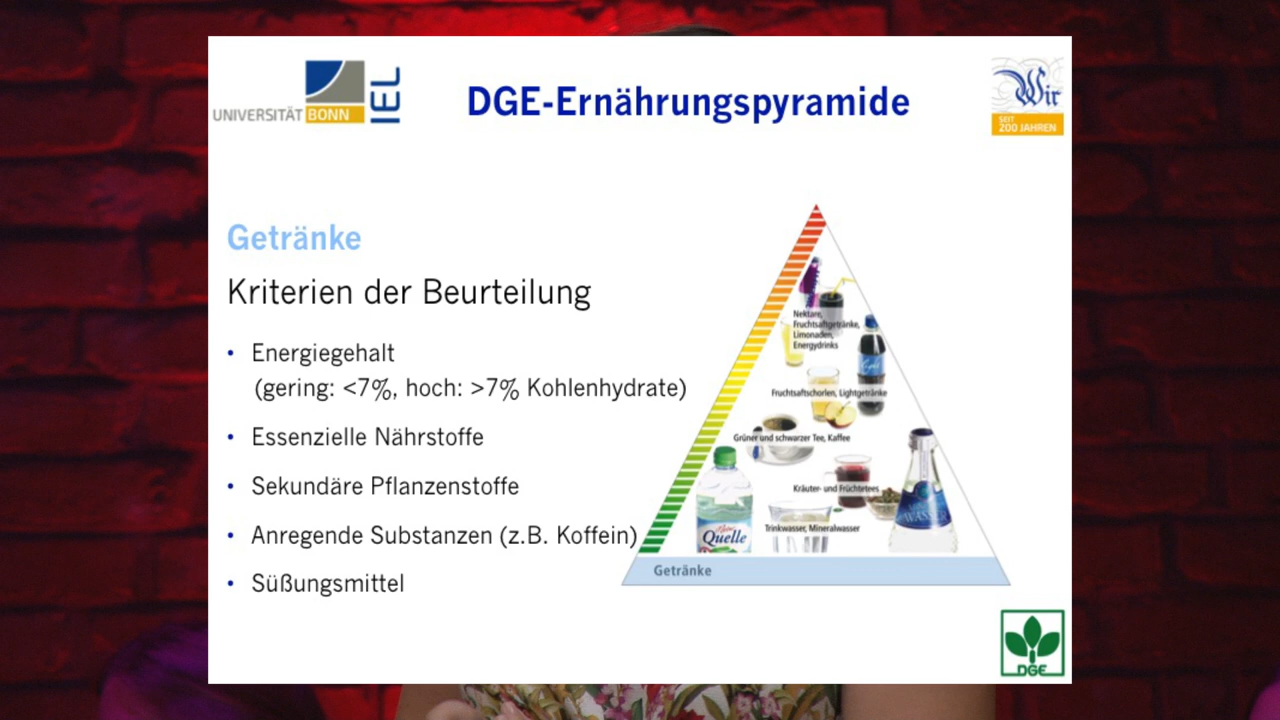 UNIVERSITÄT BONN
IEL
DGE-Ernährungspyramide
Wir
SEIT
200 JAHREN
Getränke
Kriterien der Beurteilung
• Energiegehalt
(gering: <7%, hoch: >7% Kohlenhydrate)
• Essenzielle Nährstoffe
• Sekundäre Pflanzenstoffe
• Anregende Substanzen (z.B. Koffein)
• Süßungsmittel
Nektare,
Fruchtsaftgetränke,
Limonaden,
Energydrinks
Fruchtsaftschorlen, Lightgetränke
Grüner und schwarzer Tee, Kaffee
Kräuter- und Früchtetees
Trinkwasser, Mineralwasser
Quelle
WASSER
Getränke
DGE